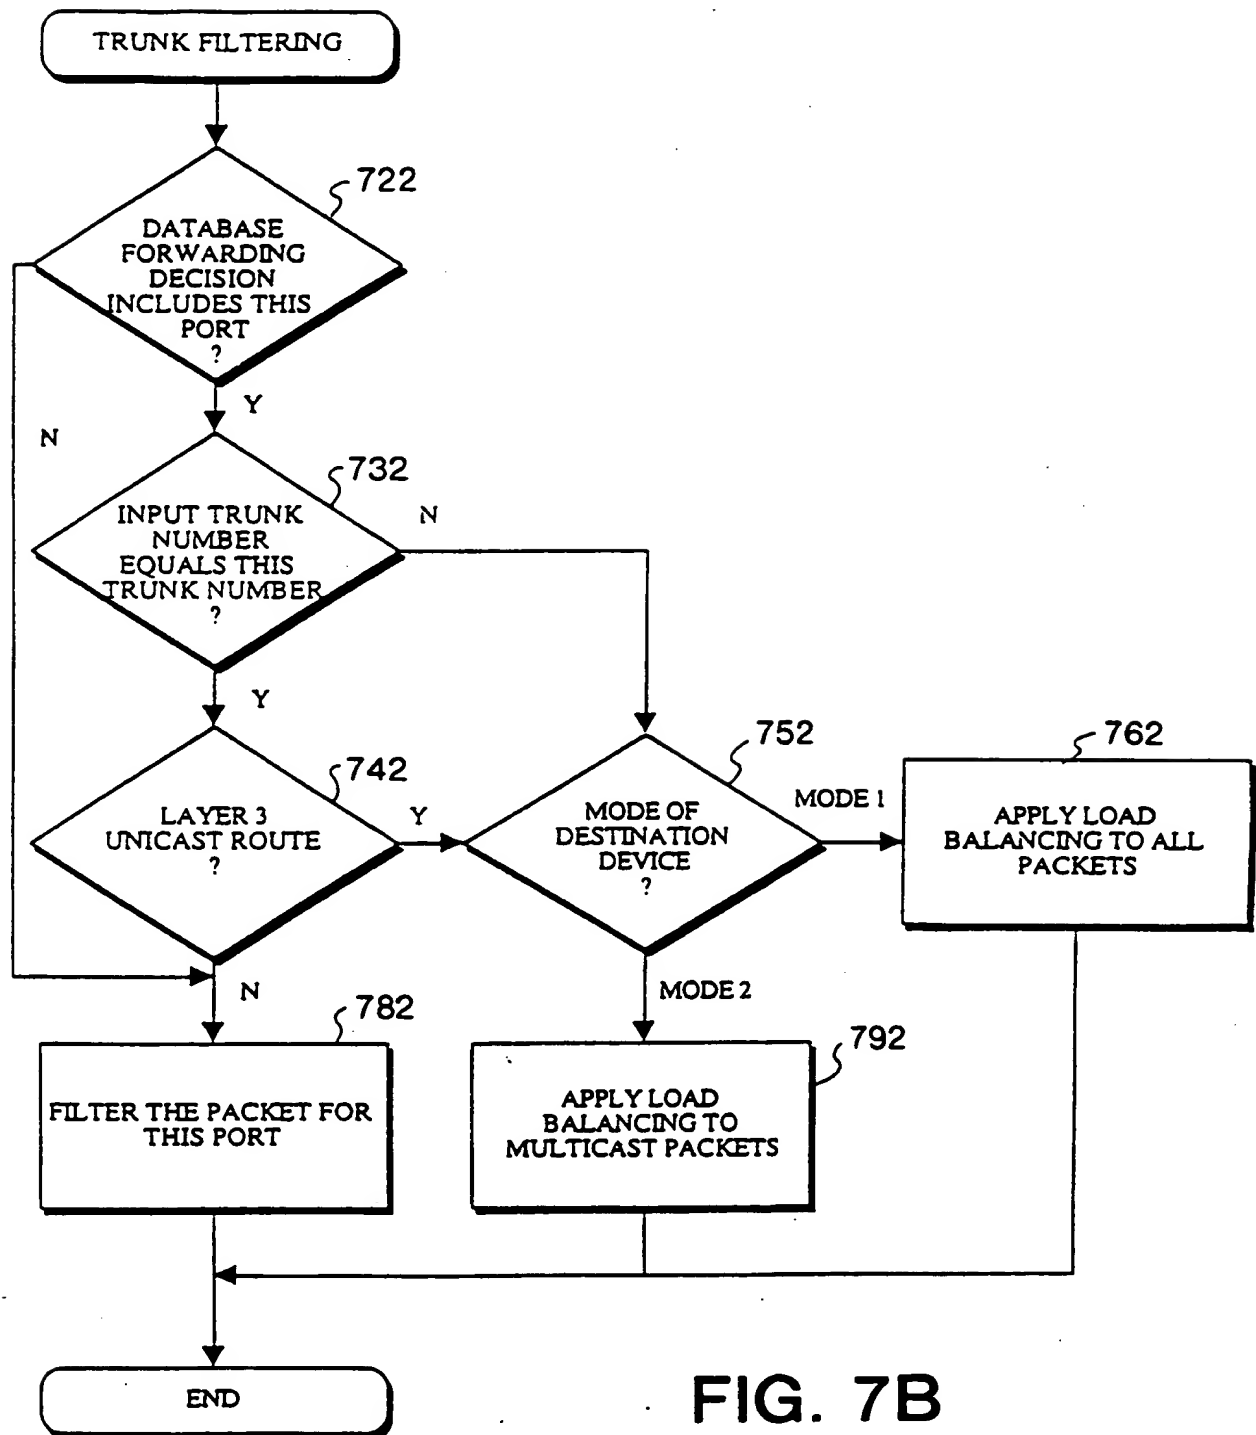 TRUNK FILTERING
722
DATABASE
FORWARDING
DECISION
INCLUDES THIS
PORT
?
Y
N
732
INPUT TRUNK
NUMBER
EQUALS THIS
TRUNK NUMBER
?
N
Y
742
LAYER 3
UNICAST ROUTE
?
Y
752
MODE OF
DESTINATION
DEVICE
?
MODE 1
762
APPLY LOAD
BALANCING TO ALL
PACKETS
N
MODE 2
782
FILTER THE PACKET FOR
THIS PORT
792
APPLY LOAD
BALANCING TO
MULTICAST PACKETS
END
FIG. 7B